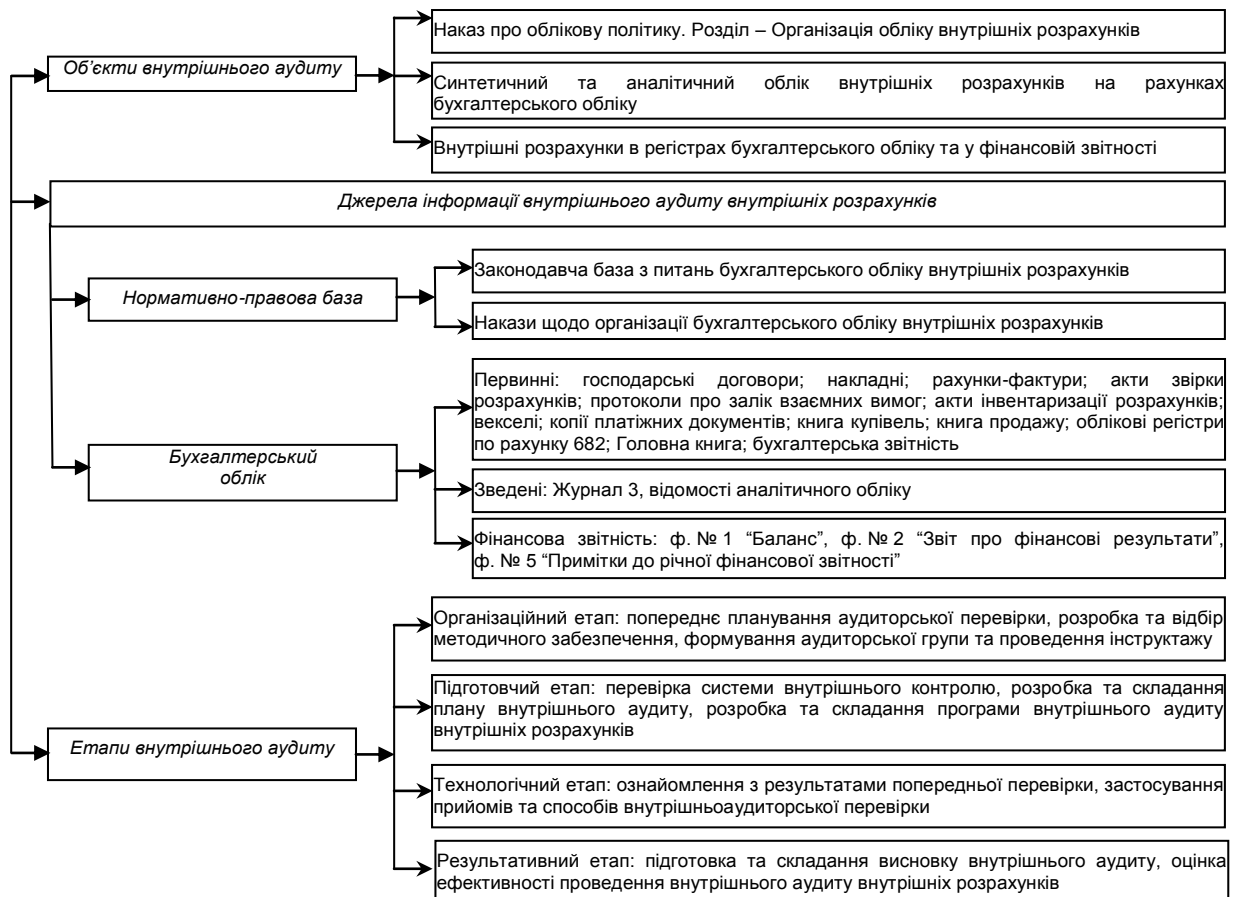 Наказ про облікову політику. Розділ – Організація обліку внутрішніх розрахунків
Об’єкти внутрішнього аудиту
Синтетичний та аналітичний облік внутрішніх розрахунків на рахунках
бухгалтерського обліку
Внутрішні розрахунки в регістрах бухгалтерського обліку та у фінансовій звітності
Джерела інформації внутрішнього аудиту внутрішніх розрахунків
Нормативно-правова база
Законодавча база з питань бухгалтерського обліку внутрішніх розрахунків
Накази щодо організації бухгалтерського обліку внутрішніх розрахунків
Бухгалтерський
облік
Первинні: господарські договори; накладні; рахунки-фактури; акти звірки
розрахунків; протоколи про залік взаємних вимог; акти інвентаризації розрахунків;
векселі; копії платіжних документів; книга купівель; книга продажу; облікові регістри
по рахунку 682; Головна книга; бухгалтерська звітність
Зведені: Журнал 3, відомості аналітичного обліку
Фінансова звітність: ф. № 1 “Баланс”, ф. № 2 “Звіт про фінансові результати”,
ф. № 5 “Примітки до річної фінансової звітності”
Етапи внутрішнього аудиту
Організаційний етап: попереднє планування аудиторської перевірки, розробка та відбір
методичного забезпечення, формування аудиторської групи та проведення інструктажу
Підготовчий етап: перевірка системи внутрішнього контролю, розробка та складання
плану внутрішнього аудиту, розробка та складання програми внутрішнього аудиту
внутрішніх розрахунків
Технологічний етап: ознайомлення з результатами попередньої перевірки, застосування
прийомів та способів внутрішньоаудиторської перевірки
Результативний етап: підготовка та складання висновку внутрішнього аудиту, оцінка
ефективності проведення внутрішнього аудиту внутрішніх розрахунків